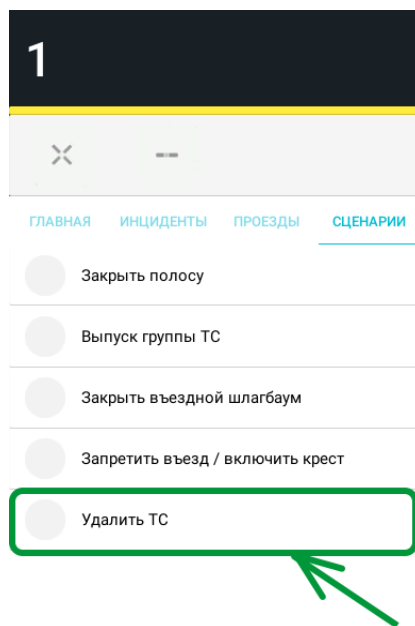 1
ГЛАВНАЯ ИНЦИДЕНТЫ ПРОЕЗДЫ СЦЕНАРИИ
Закрыть полосу
Выпуск группы ТС
Закрыть въездной шлагбаум
Запретить въезд / включить крест
Удалить ТС